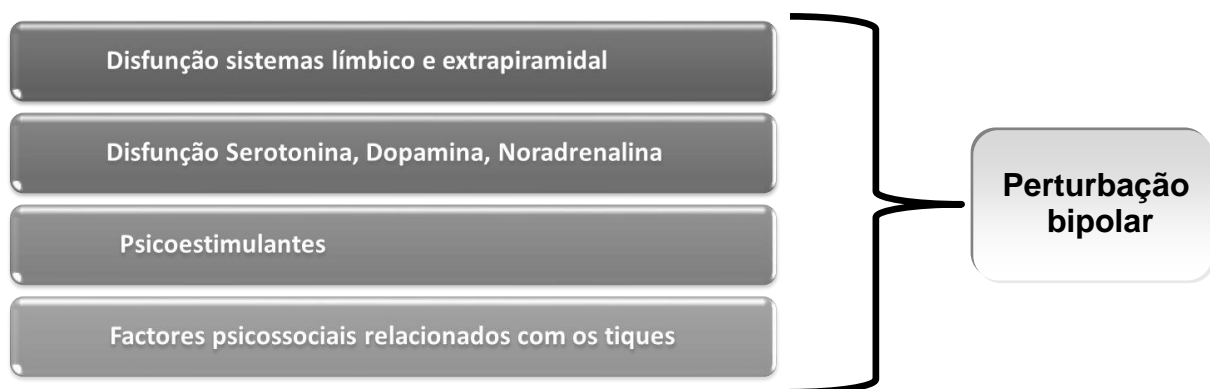 Disfunção sistemas límbico e extrapiramidal
Disfunção Serotonina, Dopamina, Noradrenalina
Psicoestimulantes
Factores psicossociais relacionados com os tiques
Perturbação
bipolar